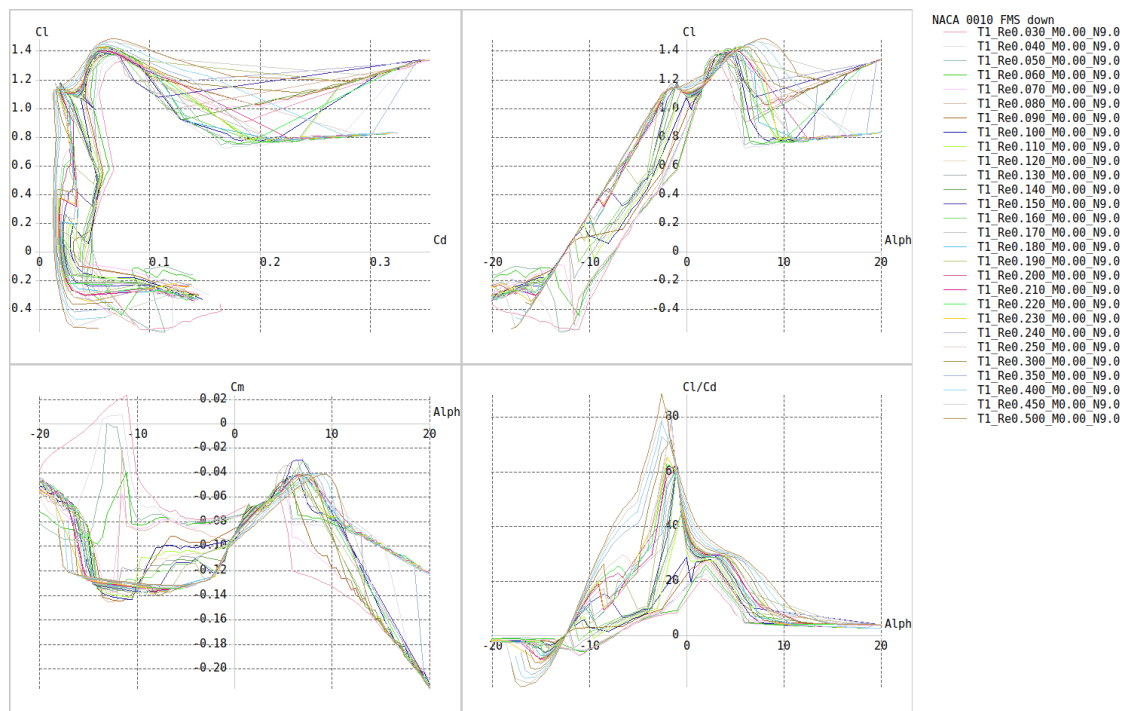 Cl
1.4
1.2
1.0
0.8
0.6
0.4
0.2
0
0.2
0.4
0
0.1
0.2
0.3
Cd
Cl
1.4
1.2
1.0
0.8
0.6
0.4
0.2
0
-0.2
-0.4
-20
-10
0
10
20
Alph
Cm
0.02
0
-0.02
-0.04
-0.06
-0.08
-0.10
-0.12
-0.14
-0.16
-0.18
-0.20
-20
-10
0
10
20
Alph
Cl/Cd
80
60
40
20
0
-20
-10
0
10
20
Alph
NACA 0010 FMS down
T1_Re0.030_M0.00_N9.0
T1_Re0.040_M0.00_N9.0
T1_Re0.050_M0.00_N9.0
T1_Re0.060_M0.00_N9.0
T1_Re0.070_M0.00_N9.0
T1_Re0.080_M0.00_N9.0
T1_Re0.090_M0.00_N9.0
T1_Re0.100_M0.00_N9.0
T1_Re0.110_M0.00_N9.0
T1_Re0.120_M0.00_N9.0
T1_Re0.130_M0.00_N9.0
T1_Re0.140_M0.00_N9.0
T1_Re0.150_M0.00_N9.0
T1_Re0.160_M0.00_N9.0
T1_Re0.170_M0.00_N9.0
T1_Re0.180_M0.00_N9.0
T1_Re0.190_M0.00_N9.0
T1_Re0.200_M0.00_N9.0
T1_Re0.210_M0.00_N9.0
T1_Re0.220_M0.00_N9.0
T1_Re0.230_M0.00_N9.0
T1_Re0.240_M0.00_N9.0
T1_Re0.250_M0.00_N9.0
T1_Re0.300_M0.00_N9.0
T1_Re0.350_M0.00_N9.0
T1_Re0.400_M0.00_N9.0
T1_Re0.450_M0.00_N9.0
T1_Re0.500_M0.00_N9.0